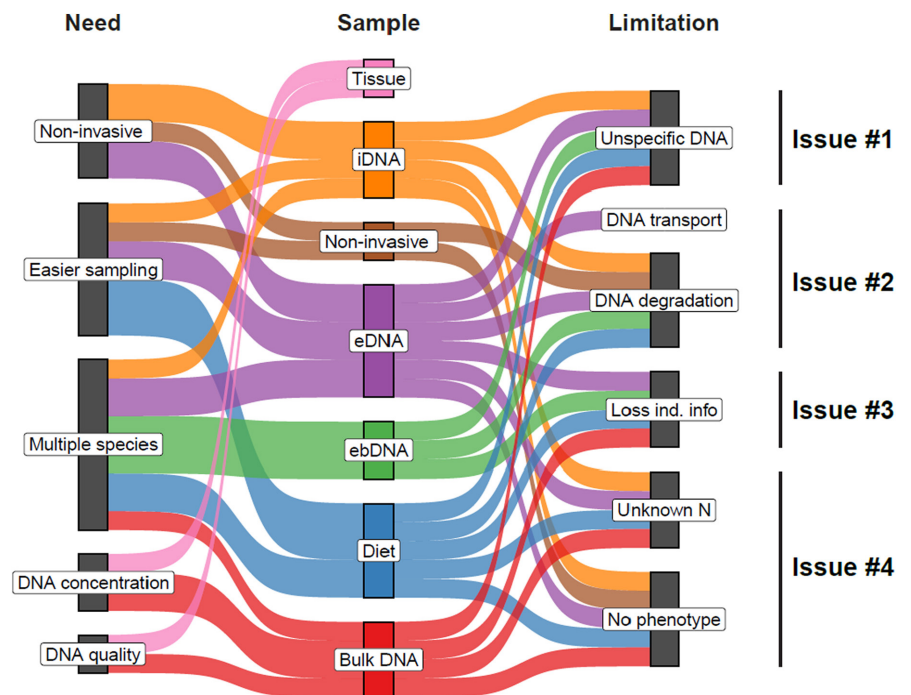 Need
Sample
Limitation
Non-invasive
Easier sampling
Multiple species
DNA concentration
DNA quality
Tissue
iDNA
Non-invasive
eDNA
ebDNA
Diet
Bulk DNA
Unspecific DNA
DNA transport
DNA degradation
Loss ind. info
Unknown N
No phenotype
Issue #1
Issue #2
Issue #3
Issue #4